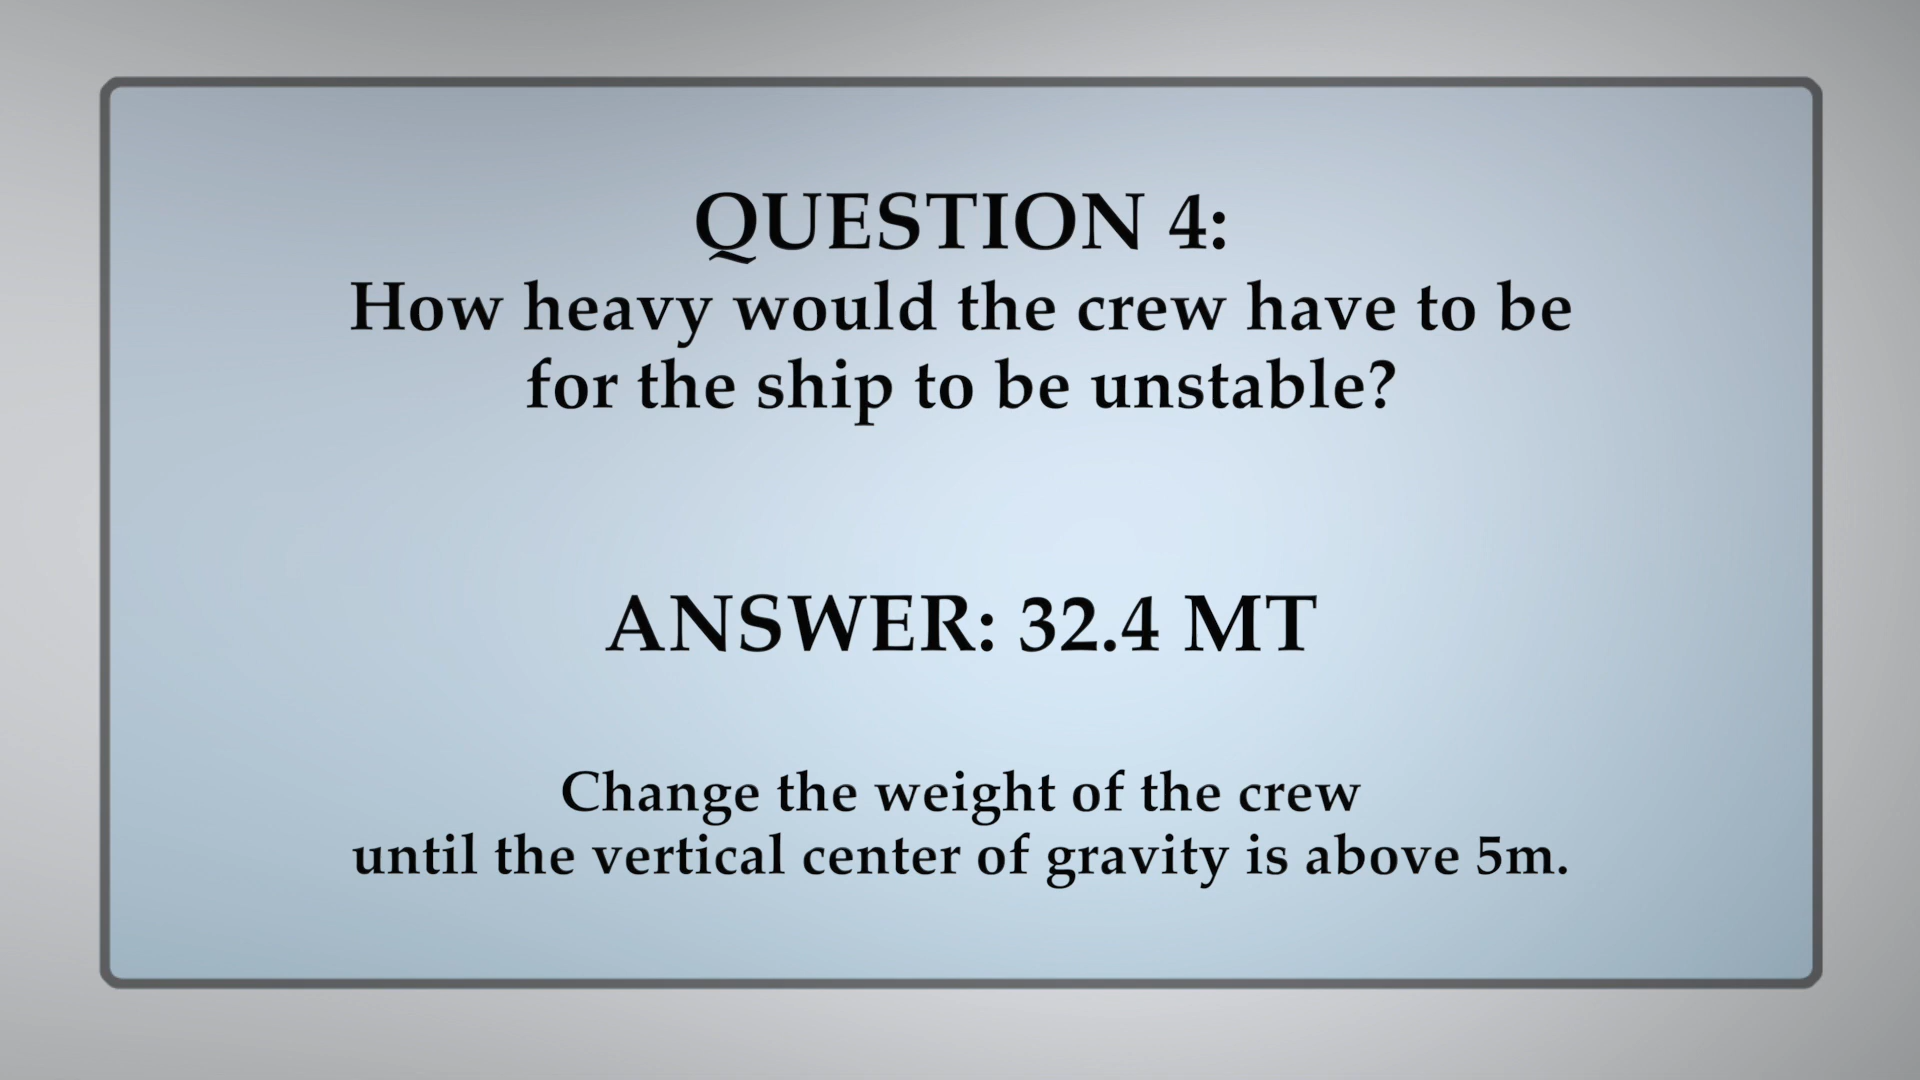 QUESTION 4:
How heavy would the crew have to be
for the ship to be unstable?
ANSWER: 32.4 MT
Change the weight of the crew
until the vertical center of gravity is above 5m.